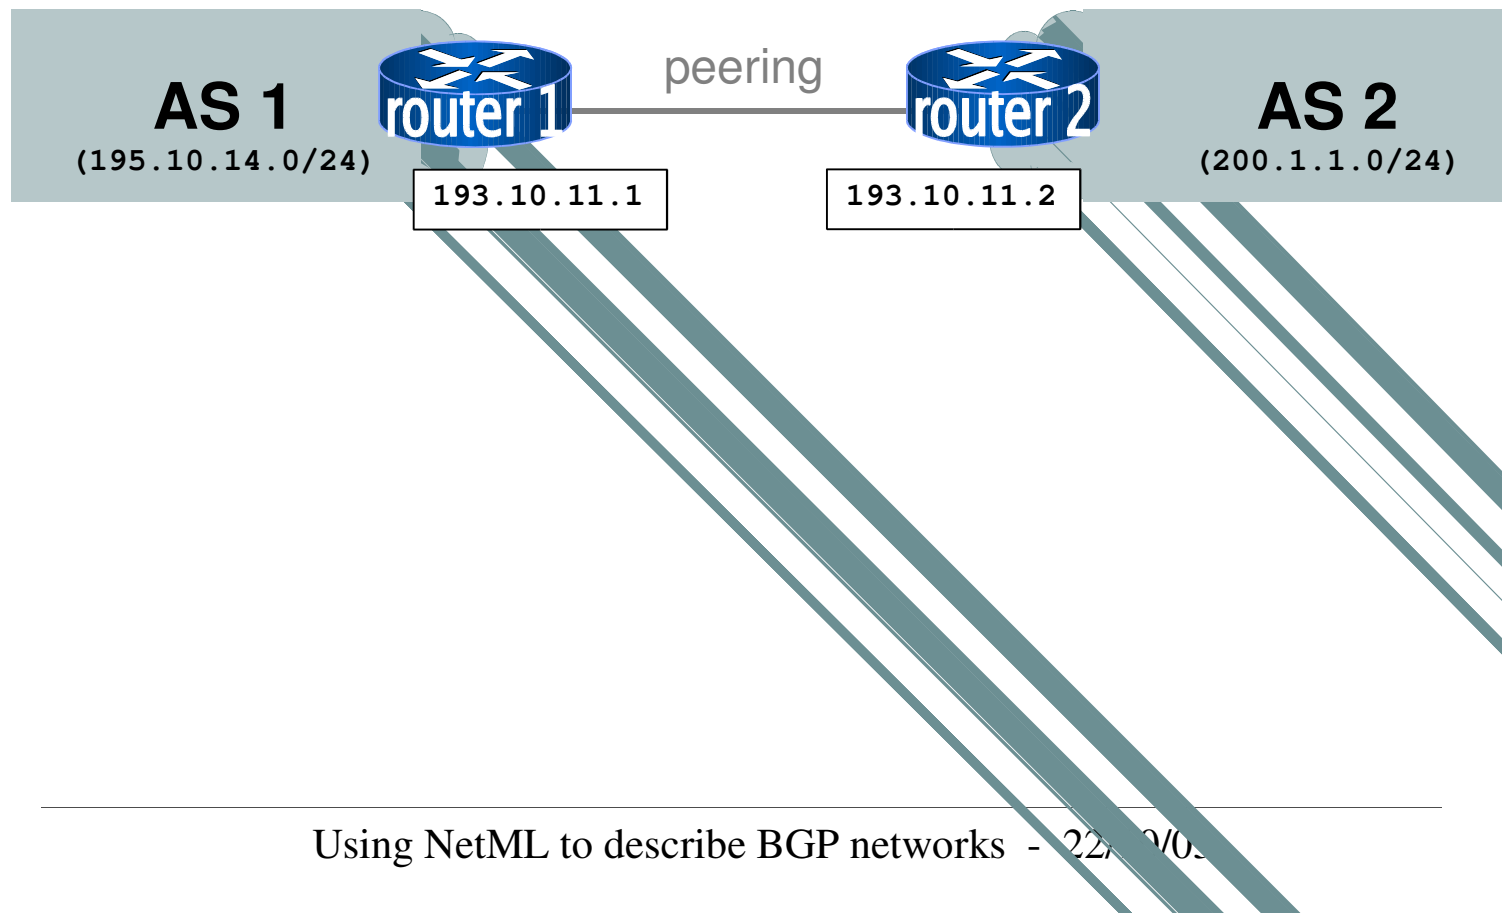 peering
AS 1
router 1
router 2
AS 2
(195.10.14.0/24)
(200.1.1.0/24)
193.10.11.1
193.10.11.2
Using NetML to describe BGP networks -